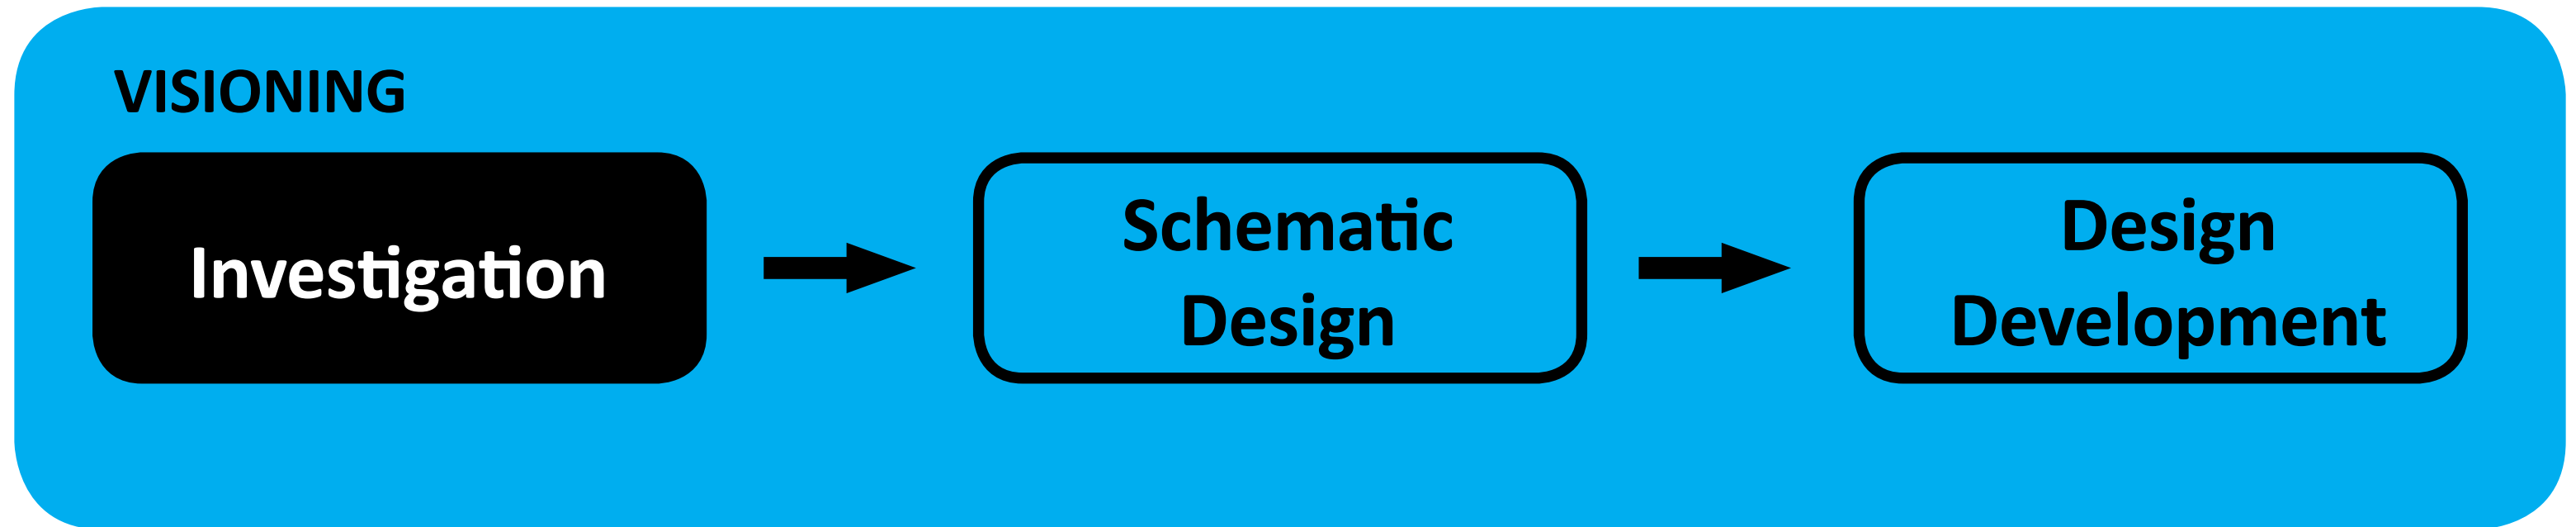 VISIONING
Investigation
Schematic
Design
Design
Development